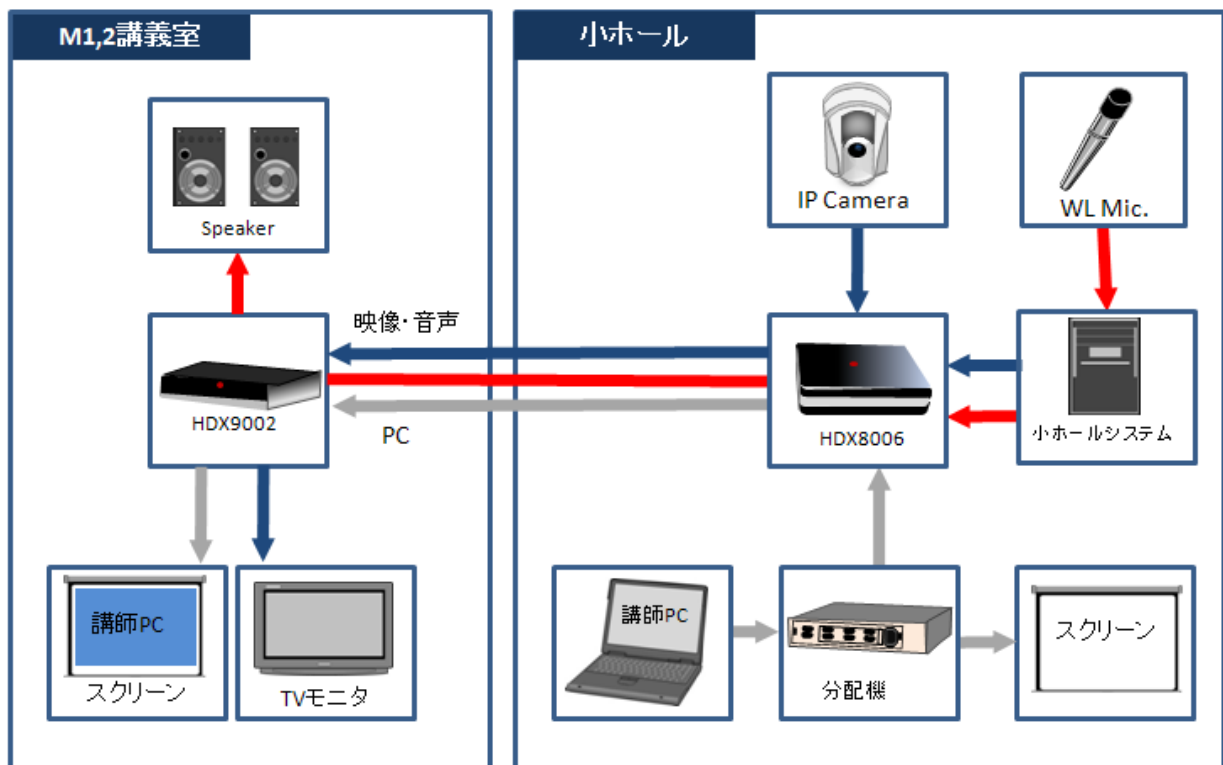 M1,2講義室
Speaker
HDX9002
講師PC
スクリーン
TVモニタ
映像・音声
PC
小ホール
IP Camera
WL Mic.
HDX8006
小ホールシステム
講師PC
分配機
スクリーン